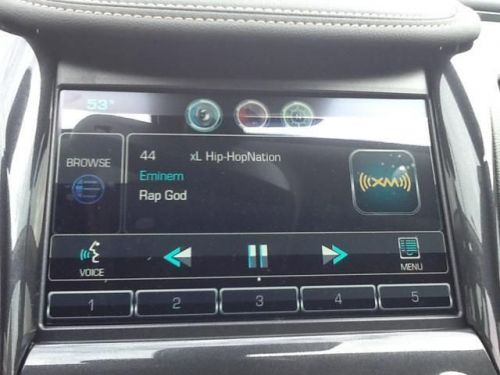 53°
BROWSE
44 xL Hip-HopNation
Eminem
Rap God
((XM))
VOICE
MENU
1 2 3 4 5